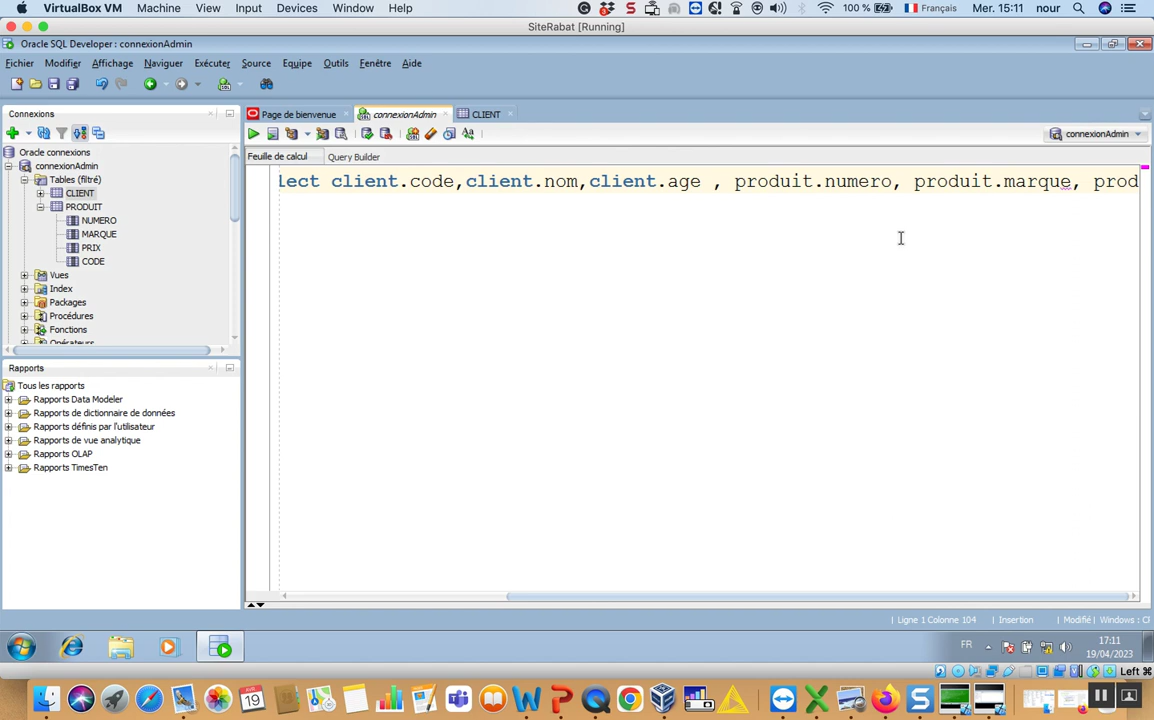 VirtualBox VM Machine View Input Devices Window Help 100 % Français Mer. 15:11 nour
SiteRabat [Running]
Oracle SQL Developer : connexionAdmin
Fichier Modifier Affichage Naviguer Exécuter Source Equipe Outils Fenêtre Aide
Connexions
Page de bienvenue connexionAdmin CLIENT
connexionAdmin
Feuille de calcul Query Builder
Oracle connexions
connexionAdmin
Tables (filtré)
CLIENT
PRODUIT
NUMERO
MARQUE
PRIX
CODE
Vues
Index
Packages
Procédures
Fonctions
Opérateurs
lect client.code,client.nom,client.age , produit.numero, produit.marque, prod
Rapports
Tous les rapports
Rapports Data Modeler
Rapports de dictionnaire de données
Rapports définis par l'utilisateur
Rapports de vue analytique
Rapports OLAP
Rapports TimesTen
Ligne 1 Colonne 104 Insertion Modifié Windows : Cl
FR 17:11
19/04/2023
Left ⌘
AVR
19